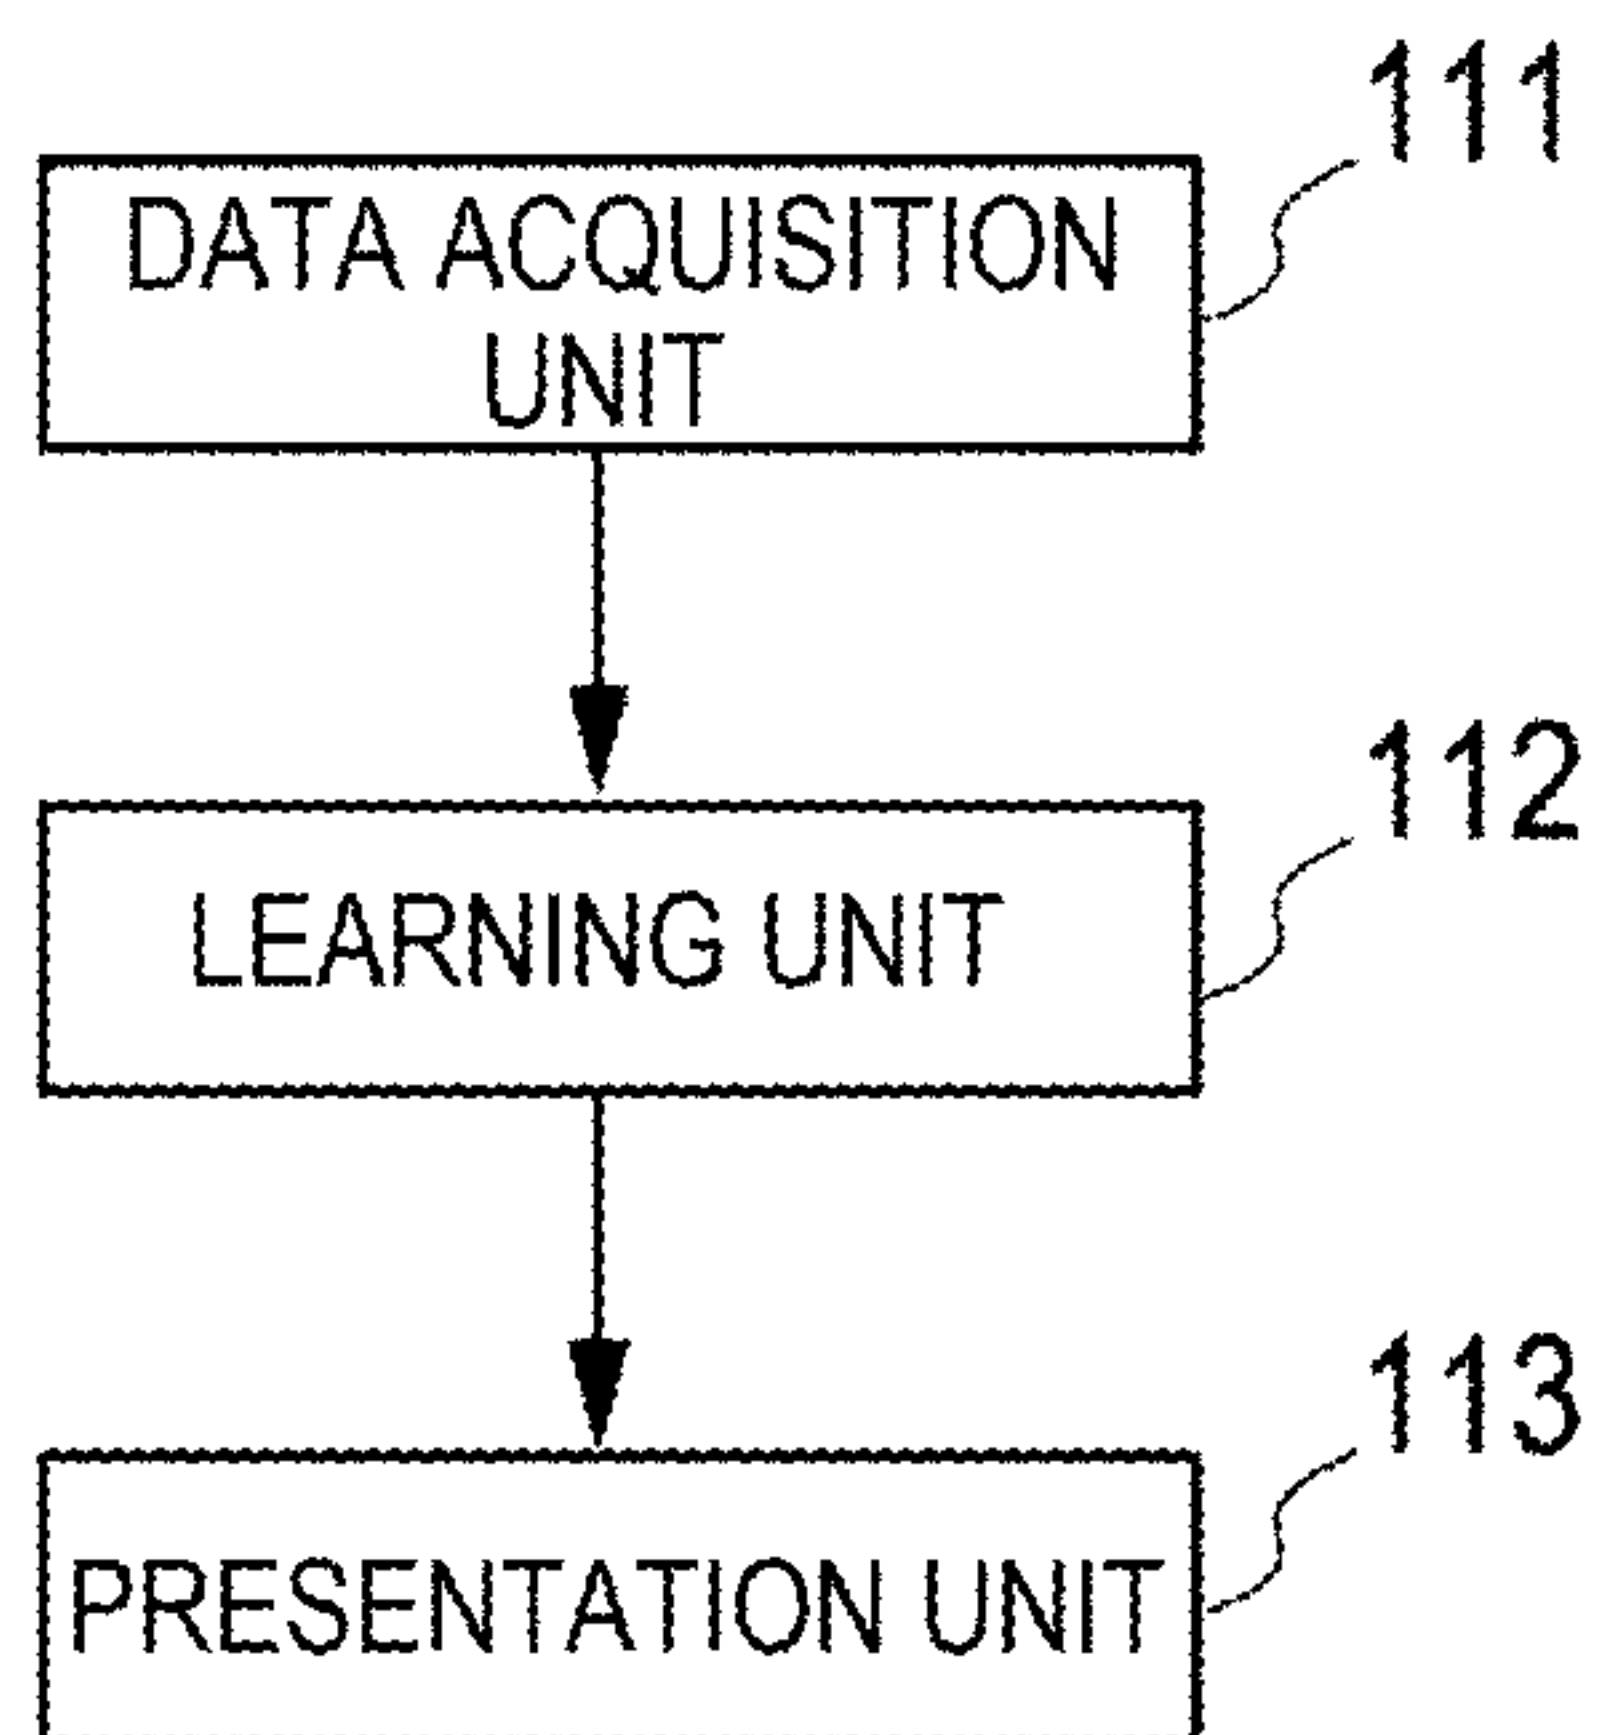 111
DATA ACQUISITION
UNIT
112
LEARNING UNIT
113
PRESENTATION UNIT